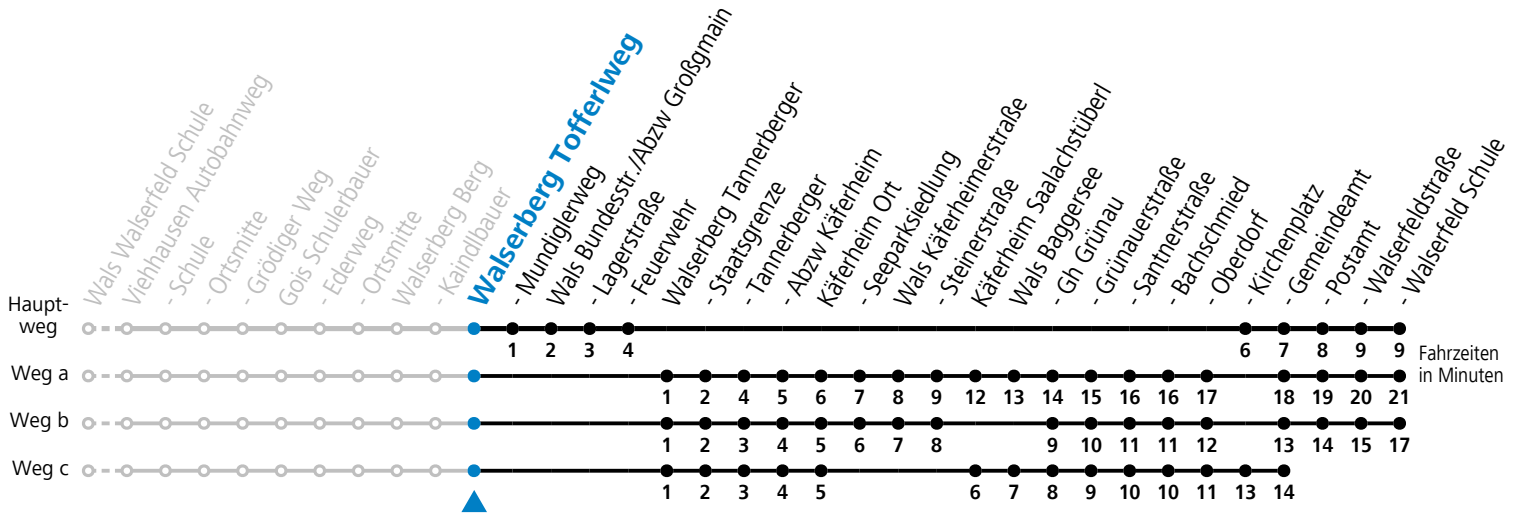 Wals Walserfeld Schule
Viehhausen Autobahnweg
- Schule
- Ortsmitte
- Grödiger Weg
Gois Schulerbauer
- Ederweg
- Ortsmitte
Walserberg Berg
- Kaindlbauer
Walserberg Tofferlweg
- Mundiglerweg
Wals Bundesstr./Abzw Großgmain
- Lagerstraße
- Feuerwehr
Walserberg Tannerberger
- Staatsgrenze
- Tannerberger
- Abzw Käferheim
Käferheim Ort
- Seeparksiedlung
Wals Käferheimerstraße
- Steinerstraße
Käferheim Saalachstüberl
Wals Baggersee
- Gh Grünau
- Grünauerstraße
- Santnerstraße
- Bachschmied
- Oberdorf
- Kirchenplatz
- Gemeindeamt
- Postamt
- Walserfeldstraße
- Walserfeld Schule
Haupt-
weg
1 2 3 4 6 7 8 9 9
Fahrzeiten
in Minuten
Weg a
1 2 4 5 6 7 8 9 12 13 14 15 16 16 17 18 19 20 21
Weg b
1 2 3 4 5 6 7 8 9 10 11 11 12 13 14 15 17
Weg c
1 2 3 4 5 6 7 8 9 10 10 11 13 14